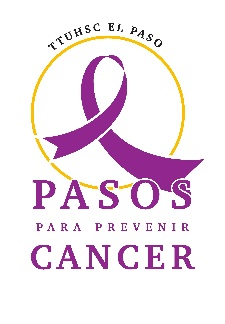 TTUHSC EL PASO
PASOS
PARA PREVENIR
CANCER